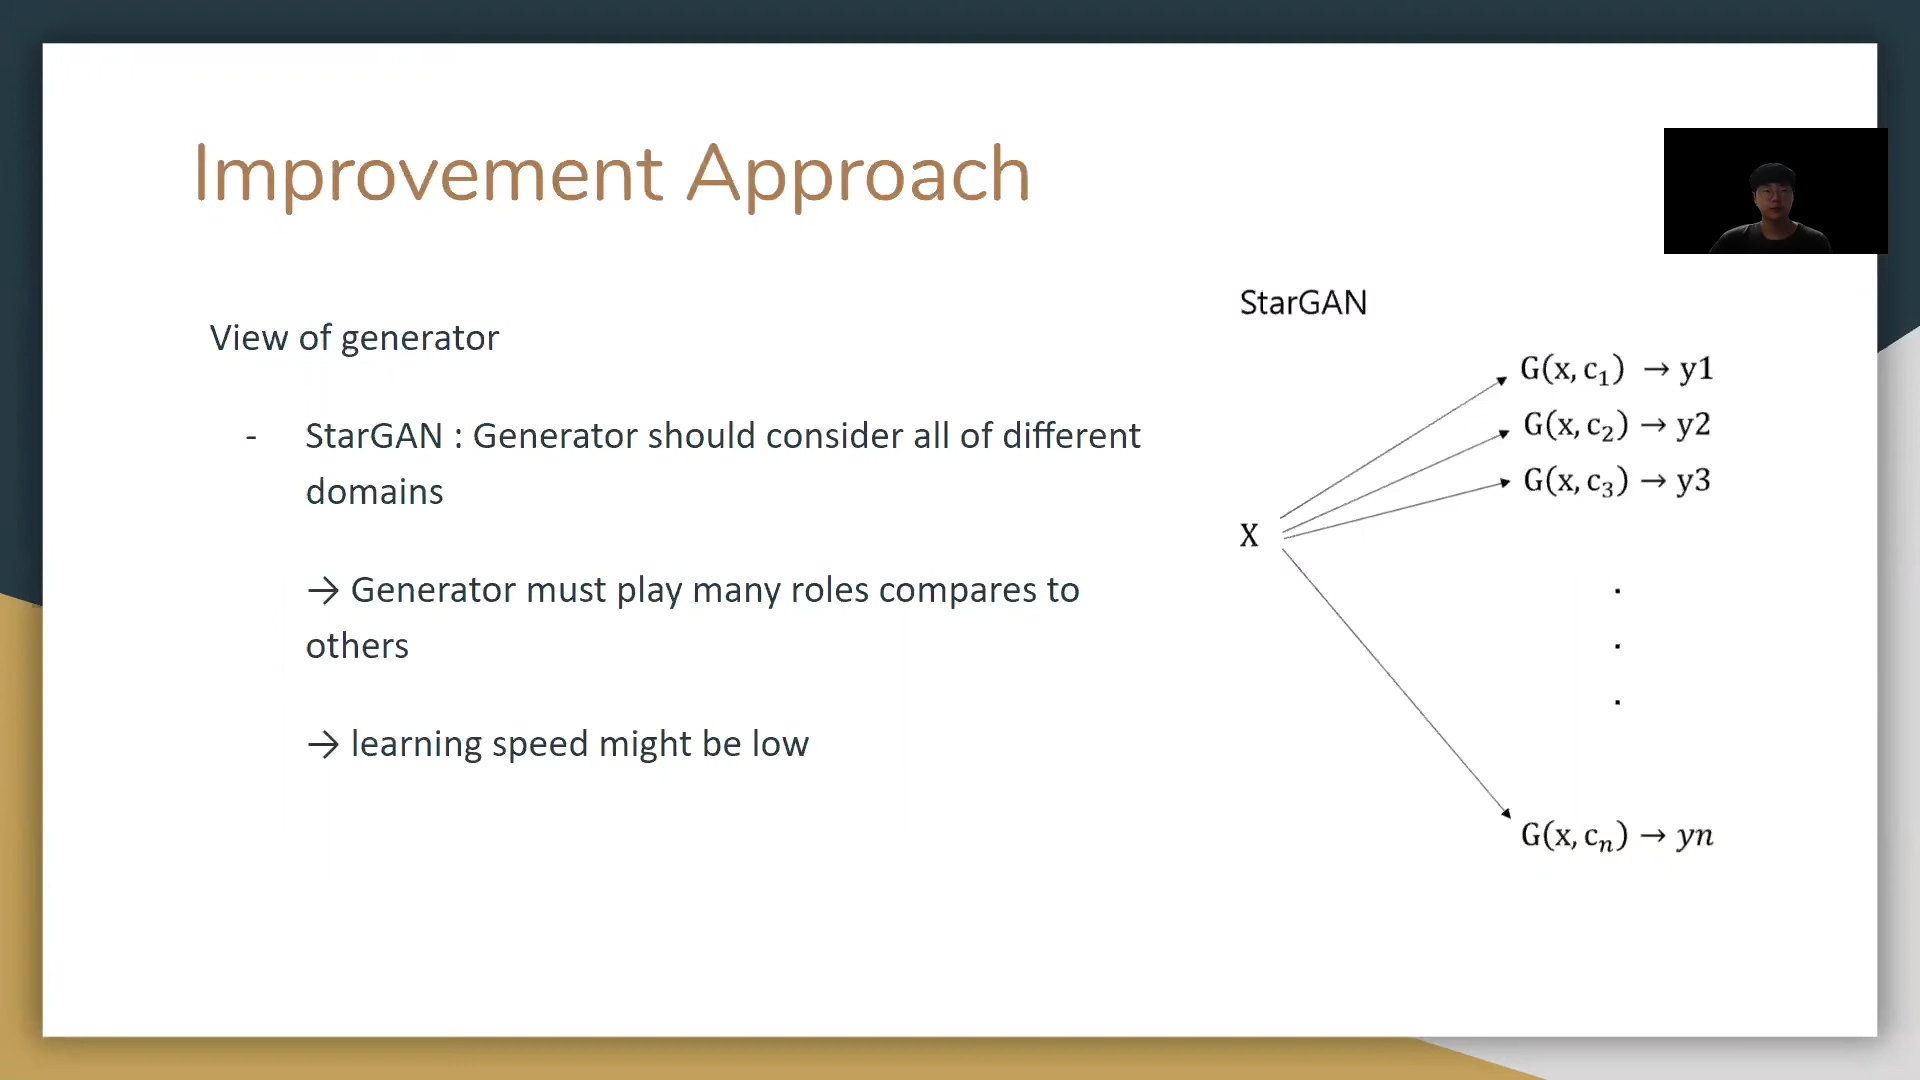 Improvement Approach
View of generator
- StarGAN : Generator should consider all of different
domains
→ Generator must play many roles compares to
others
→ learning speed might be low
StarGAN
X
G(x, c₁) → y1
G(x, c₂) → y2
G(x, c₃) → y3
.
.
.
G(x, cₙ) → yn